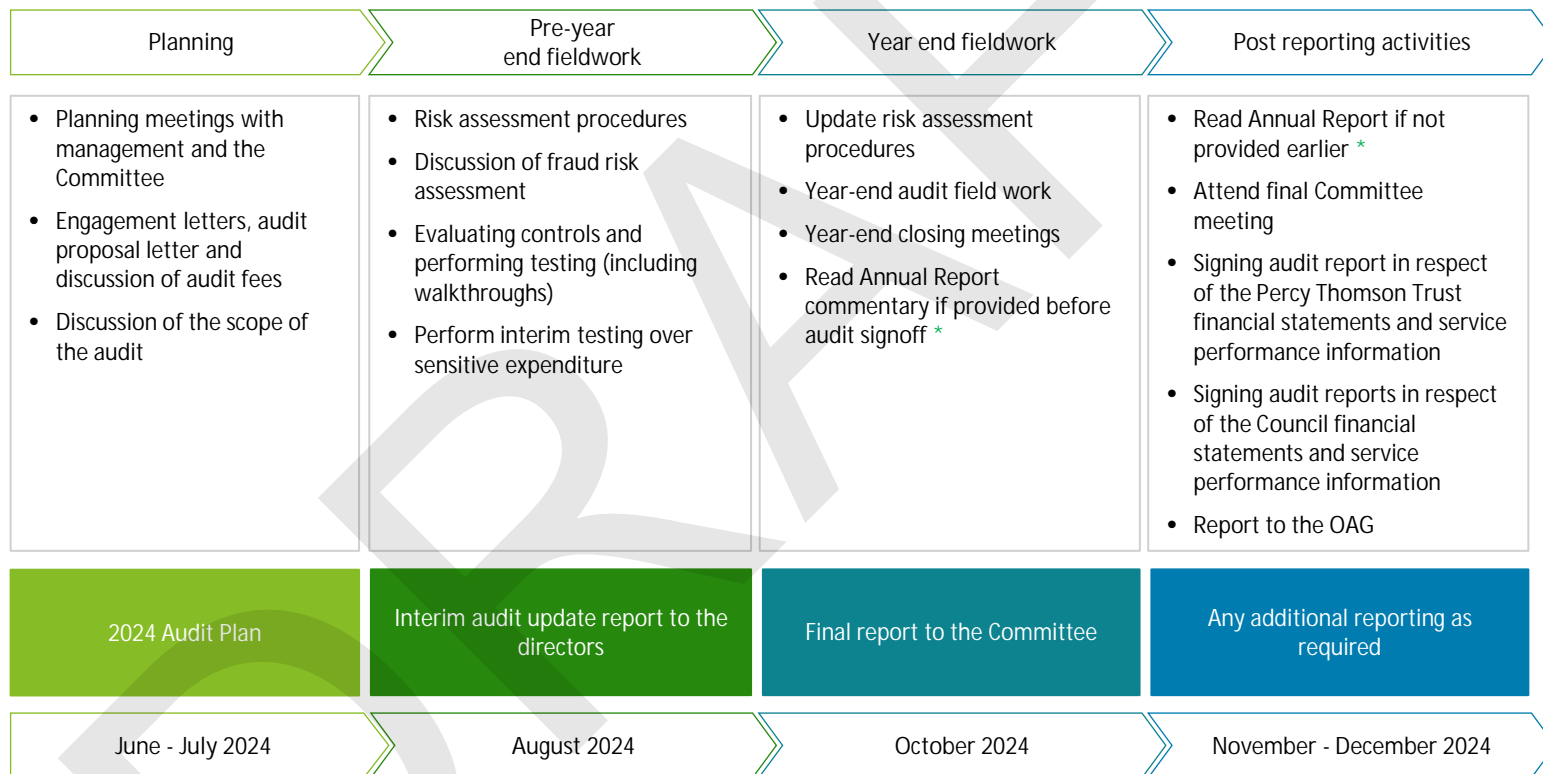 Planning
Pre-year
end fieldwork
Year end fieldwork
Post reporting activities
• Planning meetings with
management and the
Committee
• Engagement letters, audit
proposal letter and
discussion of audit fees
• Discussion of the scope of
the audit
• Risk assessment procedures
• Discussion of fraud risk
assessment
• Evaluating controls and
performing testing (including
walkthroughs)
• Perform interim testing over
sensitive expenditure
• Update risk assessment
procedures
• Year-end audit field work
• Year-end closing meetings
• Read Annual Report
commentary if provided before
audit signoff *
• Read Annual Report if not
provided earlier *
• Attend final Committee
meeting
• Signing audit report in respect
of the Percy Thomson Trust
financial statements and service
performance information
• Signing audit reports in respect
of the Council financial
statements and service
performance information
• Report to the OAG
2024 Audit Plan
Interim audit update report to the
directors
Final report to the Committee
Any additional reporting as
required
June - July 2024
August 2024
October 2024
November - December 2024
DRAF